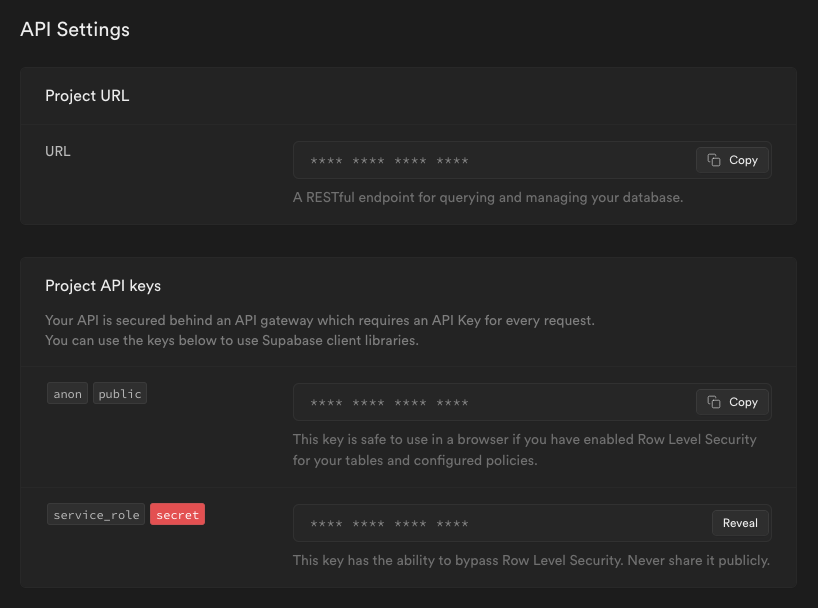 API Settings
Project URL
URL
**** **** **** ****
Copy
A RESTful endpoint for querying and managing your database.
Project API keys
Your API is secured behind an API gateway which requires an API Key for every request.
You can use the keys below to use Supabase client libraries.
anon public
**** **** **** ****
Copy
This key is safe to use in a browser if you have enabled Row Level Security
for your tables and configured policies.
service_role secret
**** **** **** ****
Reveal
This key has the ability to bypass Row Level Security. Never share it publicly.